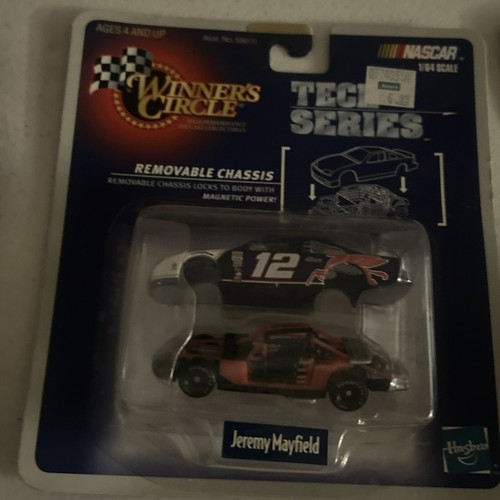 AGES 4 AND UP
NASCAR
1/64 SCALE
WINNER'S
CIRCLE
TECH
SERIES
REMOVABLE CHASSIS
REMOVABLE CHASSIS LOCKS TO BODY WITH
MAGNETIC POWER!
12
Jeremy Mayfield
Hasbro